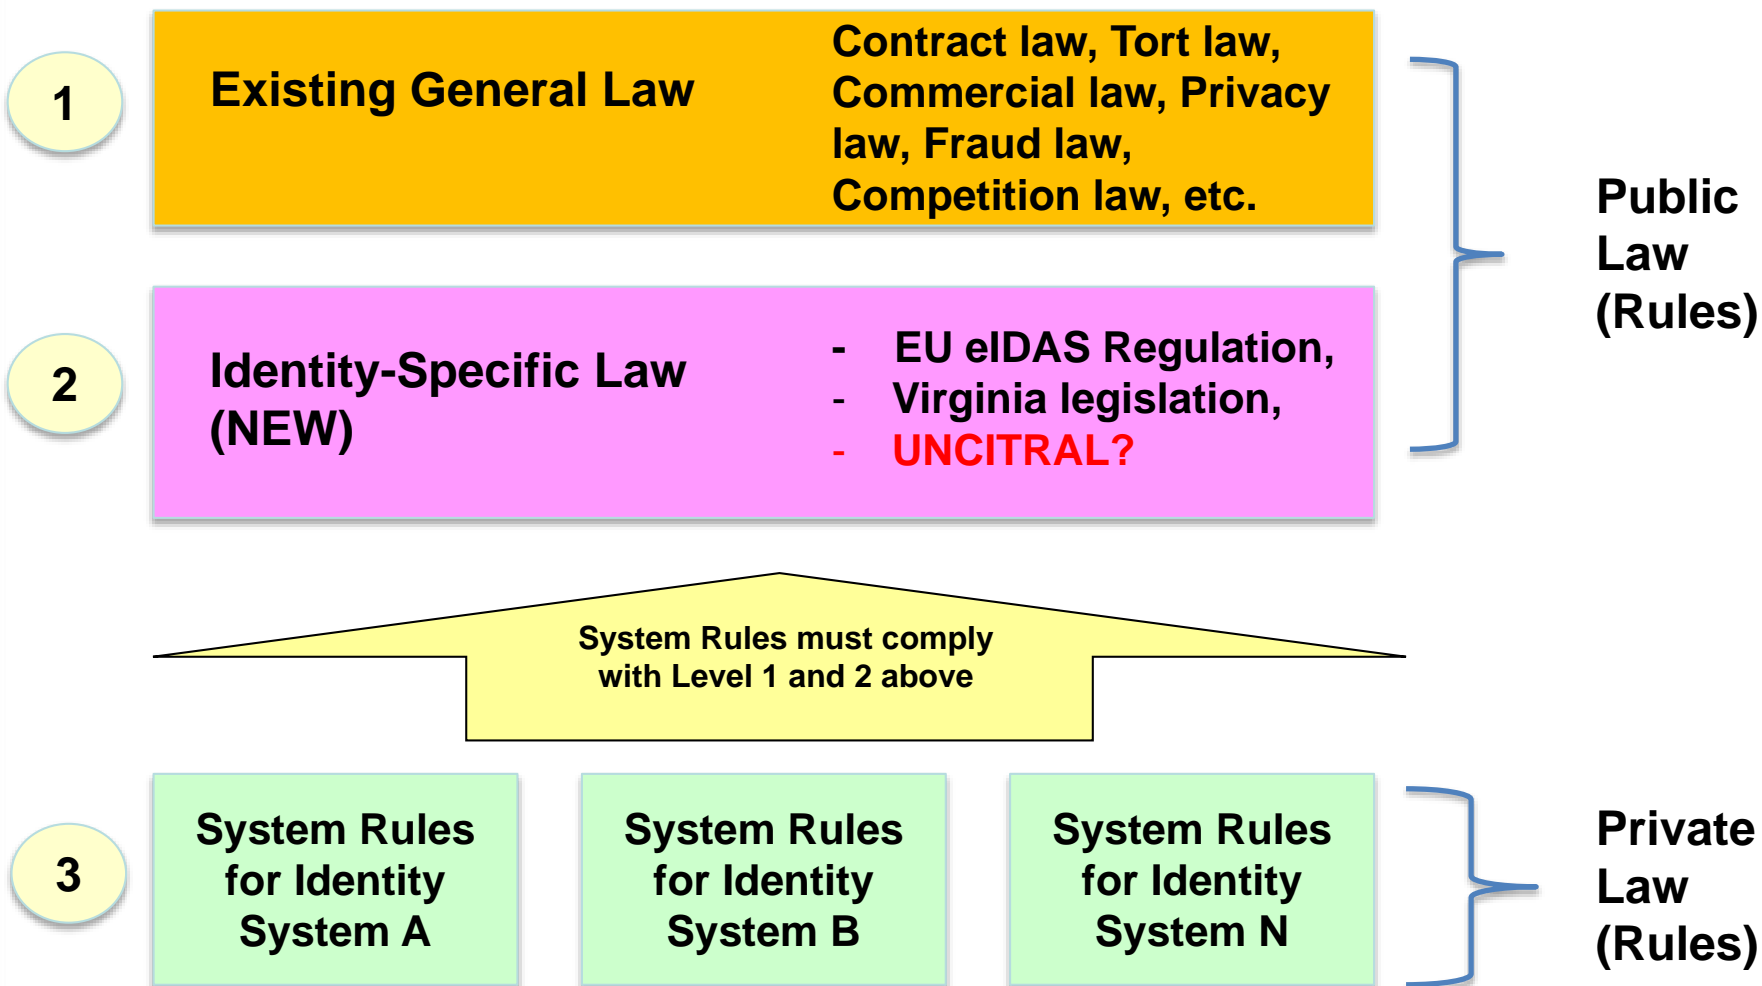 1
Existing General Law
Contract law, Tort law,
Commercial law, Privacy
law, Fraud law,
Competition law, etc.
Public
Law
(Rules)
2
Identity-Specific Law
(NEW)
- EU eIDAS Regulation,
- Virginia legislation,
- UNCITRAL?
System Rules must comply
with Level 1 and 2 above
3
System Rules
for Identity
System A
System Rules
for Identity
System B
System Rules
for Identity
System N
Private
Law
(Rules)